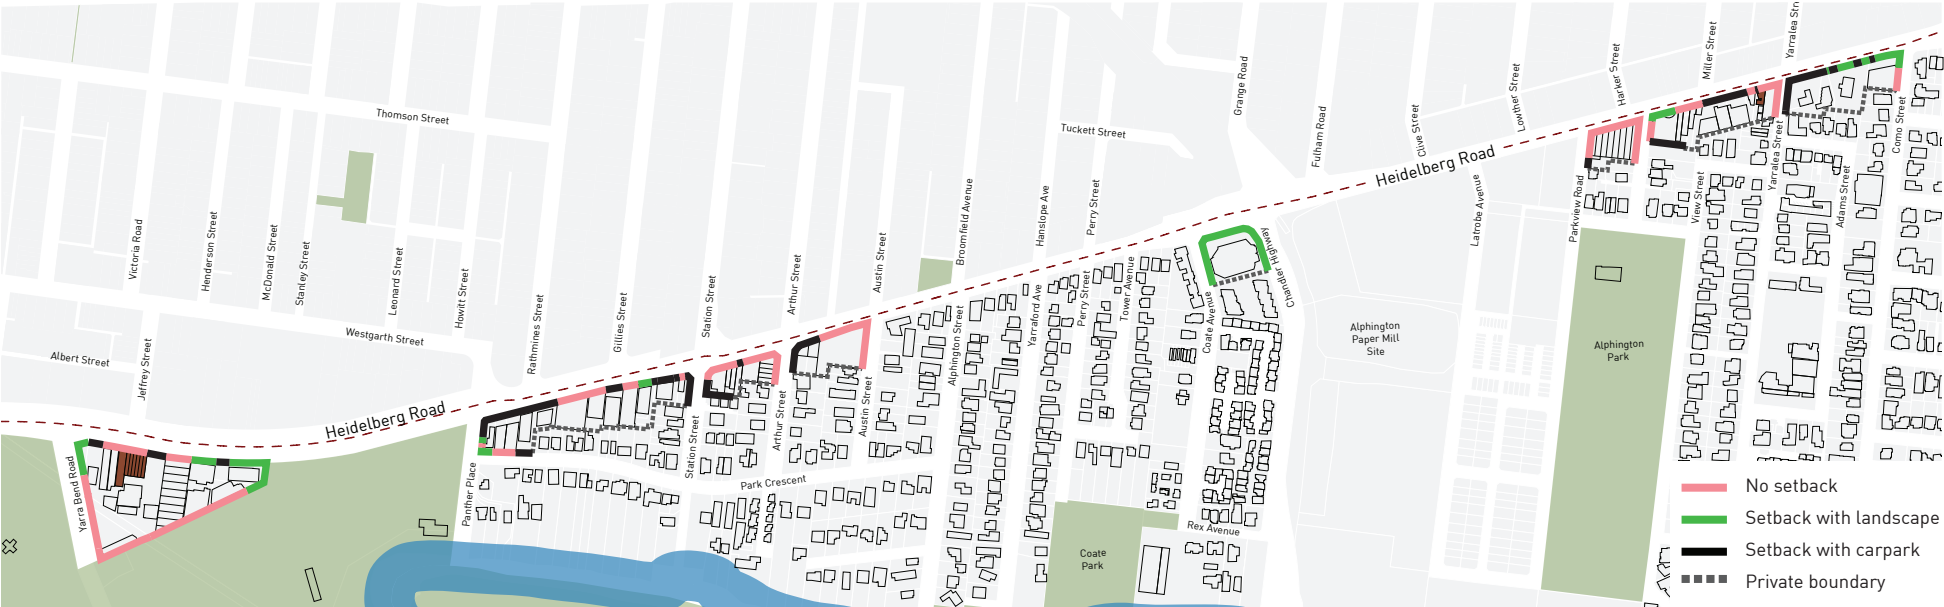 Thomson Street
Victoria Road
Henderson Street
McDonald Street
Stanley Street
Leonard Street
Howitt Street
Rathmines Street
Gillies Street
Station Street
Arthur Street
Austin Street
Broomfield Avenue
Hanslope Ave
Perry Street
Tuckett Street
Grange Road
Fulham Road
Clive Street
Lowther Street
Harker Street
Miller Street
Yarralea Str
Heidelberg Road
Albert Street
Jeffrey Street
Westgarth Street
Heidelberg Road
Yarra Bend Road
Panther Place
Station Street
Park Crescent
Arthur Street
Austin Street
Alphington Street
Yarraford Ave
Perry Street
Tower Avenue
Coate Avenue
Chandler Highway
Rex Avenue
Coate
Park
Alphington
Paper Mill
Site
Latrobe Avenue
Parkview Road
Alphington
Park
View Street
Yarralea Street
Adams Street
Como Street
No setback
Setback with landscape
Setback with carpark
Private boundary